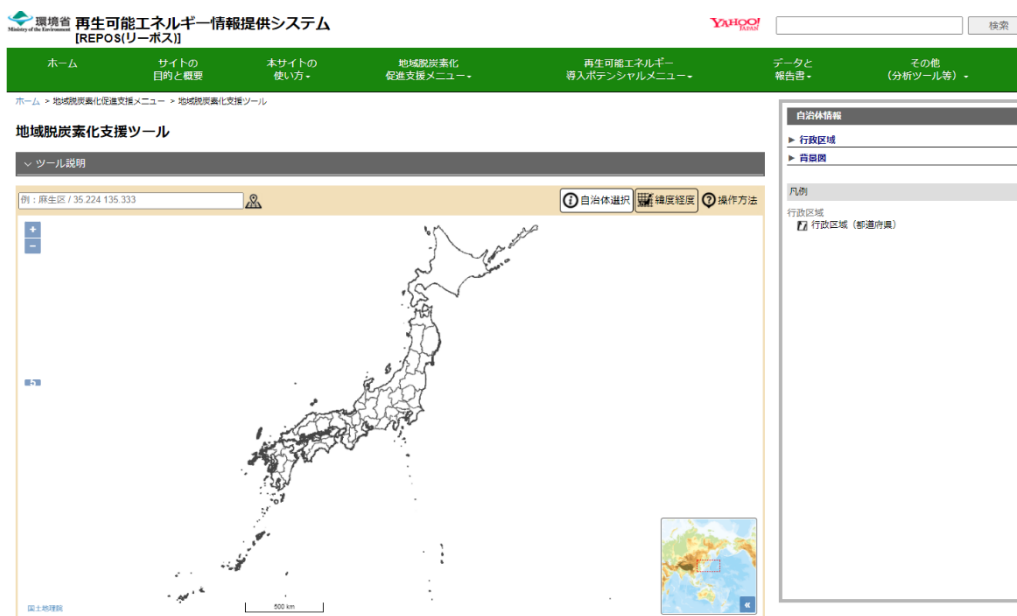 環境省
Ministry of the Environment
再生可能エネルギー情報提供システム
[REPOS(リーポス)]
YAHOO!
JAPAN
検索
ホーム
サイトの
目的と概要
本サイトの
使い方
地域脱炭素化
促進支援メニュー
再生可能エネルギー
導入ポテンシャルメニュー
データと
報告書
その他
(分析ツール等)
ホーム > 地域脱炭素化促進支援メニュー > 地域脱炭素化支援ツール
地域脱炭素化支援ツール
ツール説明
例:麻生区 / 35.224 135.333
自治体選択
緯度経度
操作方法
+
−
国土地理院
500 km
«
自治体情報
行政区域
背景図
凡例
行政区域
行政区域(都道府県)